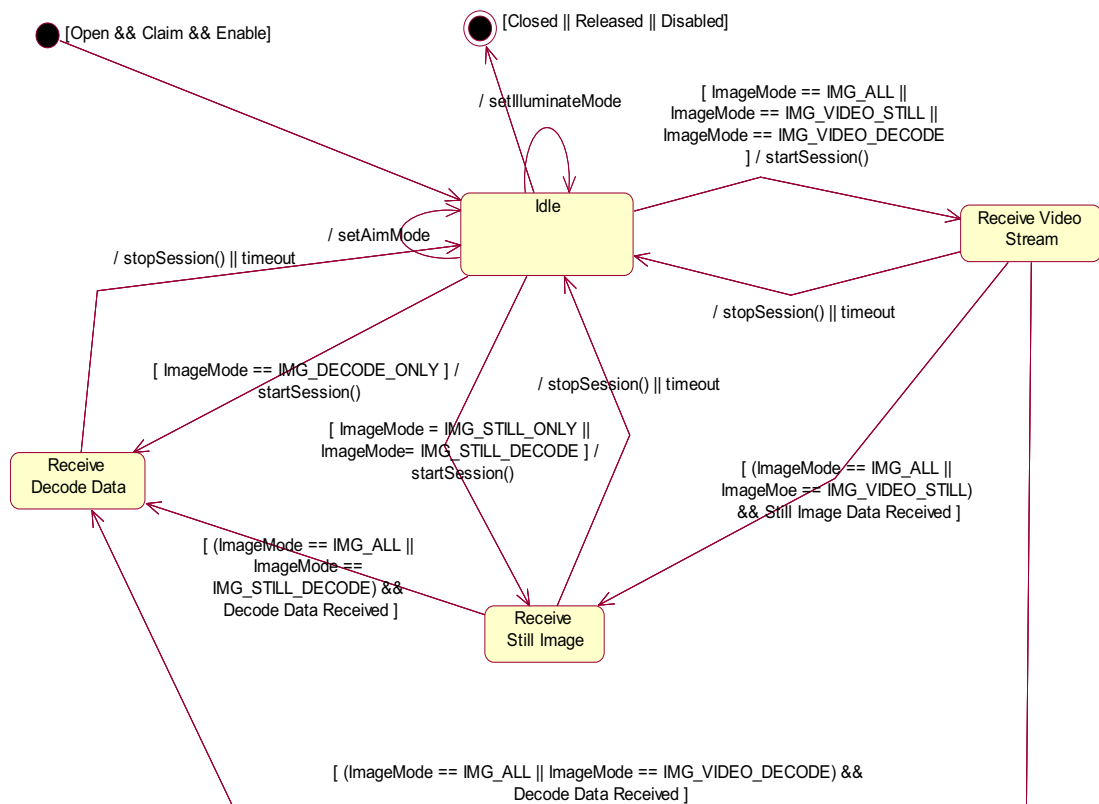 [Open && Claim && Enable]
[Closed || Released || Disabled]
/ setIlluminateMode
[ ImageMode == IMG_ALL ||
ImageMode == IMG_VIDEO_STILL ||
ImageMode == IMG_VIDEO_DECODE
] / startSession()
Idle
Receive Video
Stream
/ setAimMode
/ stopSession() || timeout
/ stopSession() || timeout
[ ImageMode == IMG_DECODE_ONLY ] /
startSession()
/ stopSession() || timeout
[ ImageMode = IMG_STILL_ONLY ||
ImageMode= IMG_STILL_DECODE ] /
startSession()
Receive
Decode Data
[ (ImageMode == IMG_ALL ||
ImageMoe == IMG_VIDEO_STILL)
&& Still Image Data Received ]
[ (ImageMode == IMG_ALL ||
ImageMode ==
IMG_STILL_DECODE) &&
Decode Data Received ]
Receive
Still Image
[ (ImageMode == IMG_ALL || ImageMode == IMG_VIDEO_DECODE) &&
Decode Data Received ]